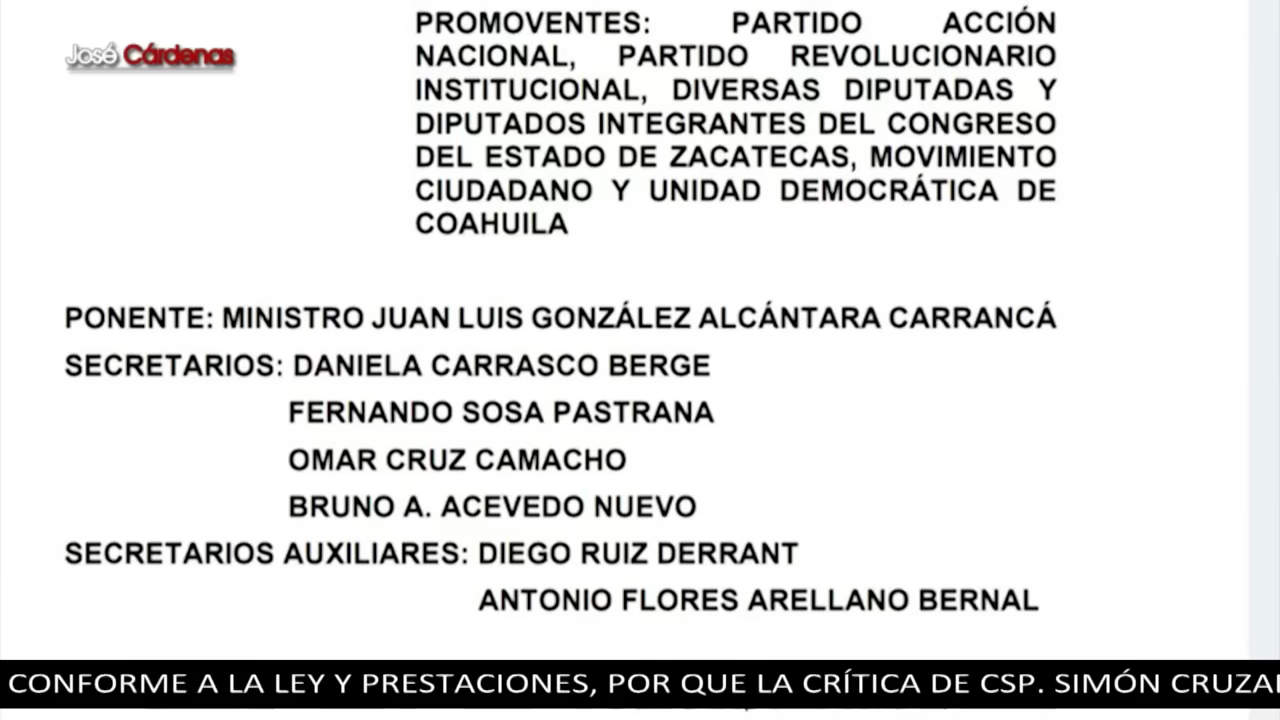 José Cárdenas
PROMOVENTES: PARTIDO ACCIÓN
NACIONAL, PARTIDO REVOLUCIONARIO
INSTITUCIONAL, DIVERSAS DIPUTADAS Y
DIPUTADOS INTEGRANTES DEL CONGRESO
DEL ESTADO DE ZACATECAS, MOVIMIENTO
CIUDADANO Y UNIDAD DEMOCRÁTICA DE
COAHUILA
PONENTE: MINISTRO JUAN LUIS GONZÁLEZ ALCÁNTARA CARRANCÁ
SECRETARIOS: DANIELA CARRASCO BERGE
FERNANDO SOSA PASTRANA
OMAR CRUZ CAMACHO
BRUNO A. ACEVEDO NUEVO
SECRETARIOS AUXILIARES: DIEGO RUIZ DERRANT
ANTONIO FLORES ARELLANO BERNAL
CONFORME A LA LEY Y PRESTACIONES, POR QUE LA CRÍTICA DE CSP. SIMÓN CRUZA